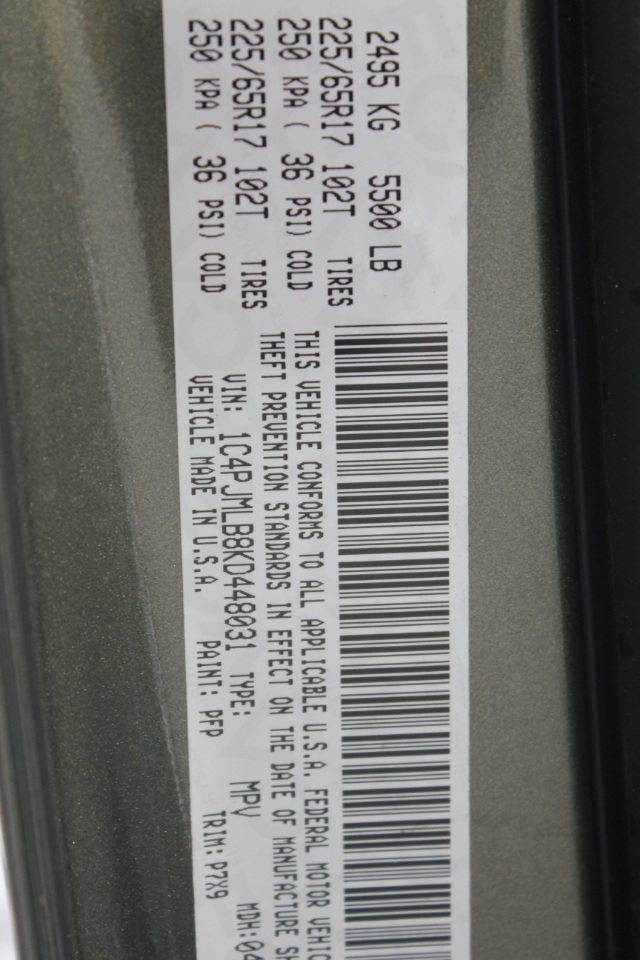 2495 KG 5500 LB
225/65R17 102T TIRES
250 KPA ( 36 PSI) COLD
225/65R17 102T TIRES
250 KPA ( 36 PSI) COLD
THIS VEHICLE CONFORMS TO ALL APPLICABLE U.S.A. FEDERAL MOTOR VEHIC
THEFT PREVENTION STANDARDS IN EFFECT ON THE DATE OF MANUFACTURE SH
VIN: 1C4PJMLB8KD448031 TYPE: MPV MDH:04
VEHICLE MADE IN U.S.A. PAINT: PFP TRIM: P7X9